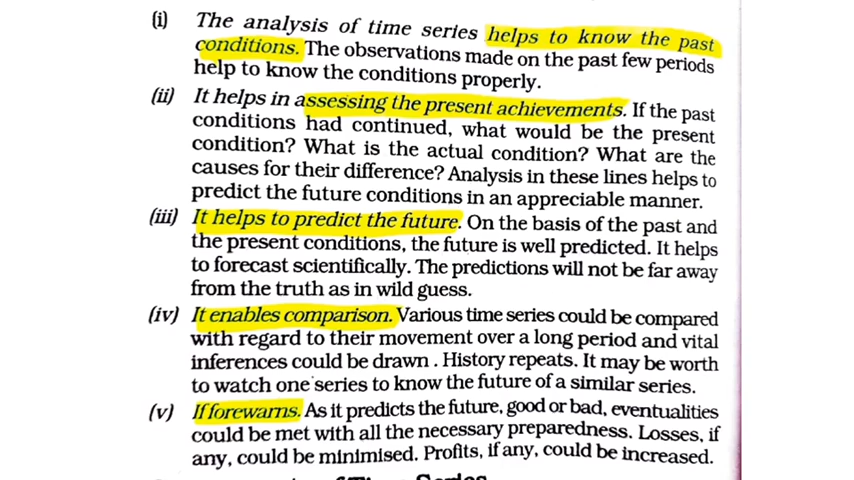 (i) The analysis of time series helps to know the past
conditions. The observations made on the past few periods
help to know the conditions properly.
(ii) It helps in assessing the present achievements. If the past
conditions had continued, what would be the present
condition? What is the actual condition? What are the
causes for their difference? Analysis in these lines helps to
predict the future conditions in an appreciable manner.
(iii) It helps to predict the future. On the basis of the past and
the present conditions, the future is well predicted. It helps
to forecast scientifically. The predictions will not be far away
from the truth as in wild guess.
(iv) It enables comparison. Various time series could be compared
with regard to their movement over a long period and vital
inferences could be drawn . History repeats. It may be worth
to watch one series to know the future of a similar series.
(v) If forewarns. As it predicts the future, good or bad, eventualities
could be met with all the necessary preparedness. Losses, if
any, could be minimised. Profits, if any, could be increased.
of Time Series